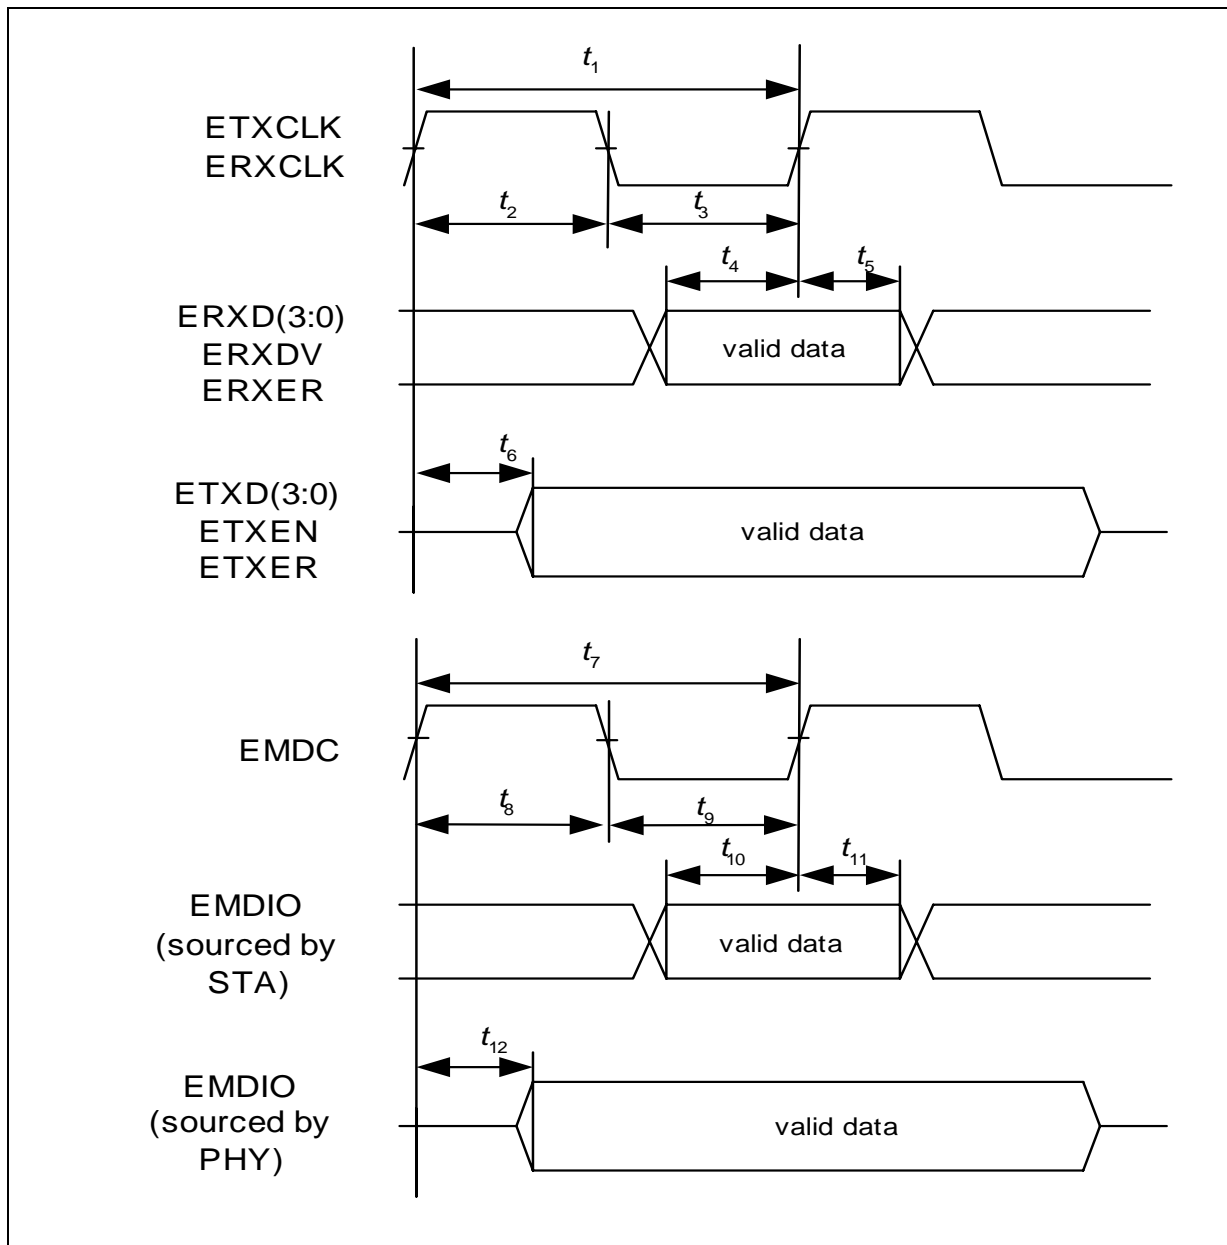 t1
ETXCLK
ERXCLK
t2
t3
t4
t5
ERXD(3:0)
ERXDV
ERXER
valid data
t6
ETXD(3:0)
ETXEN
ETXER
valid data
t7
EMDC
t8
t9
t10
t11
EMDIO
(sourced by
STA)
valid data
t12
EMDIO
(sourced by
PHY)
valid data